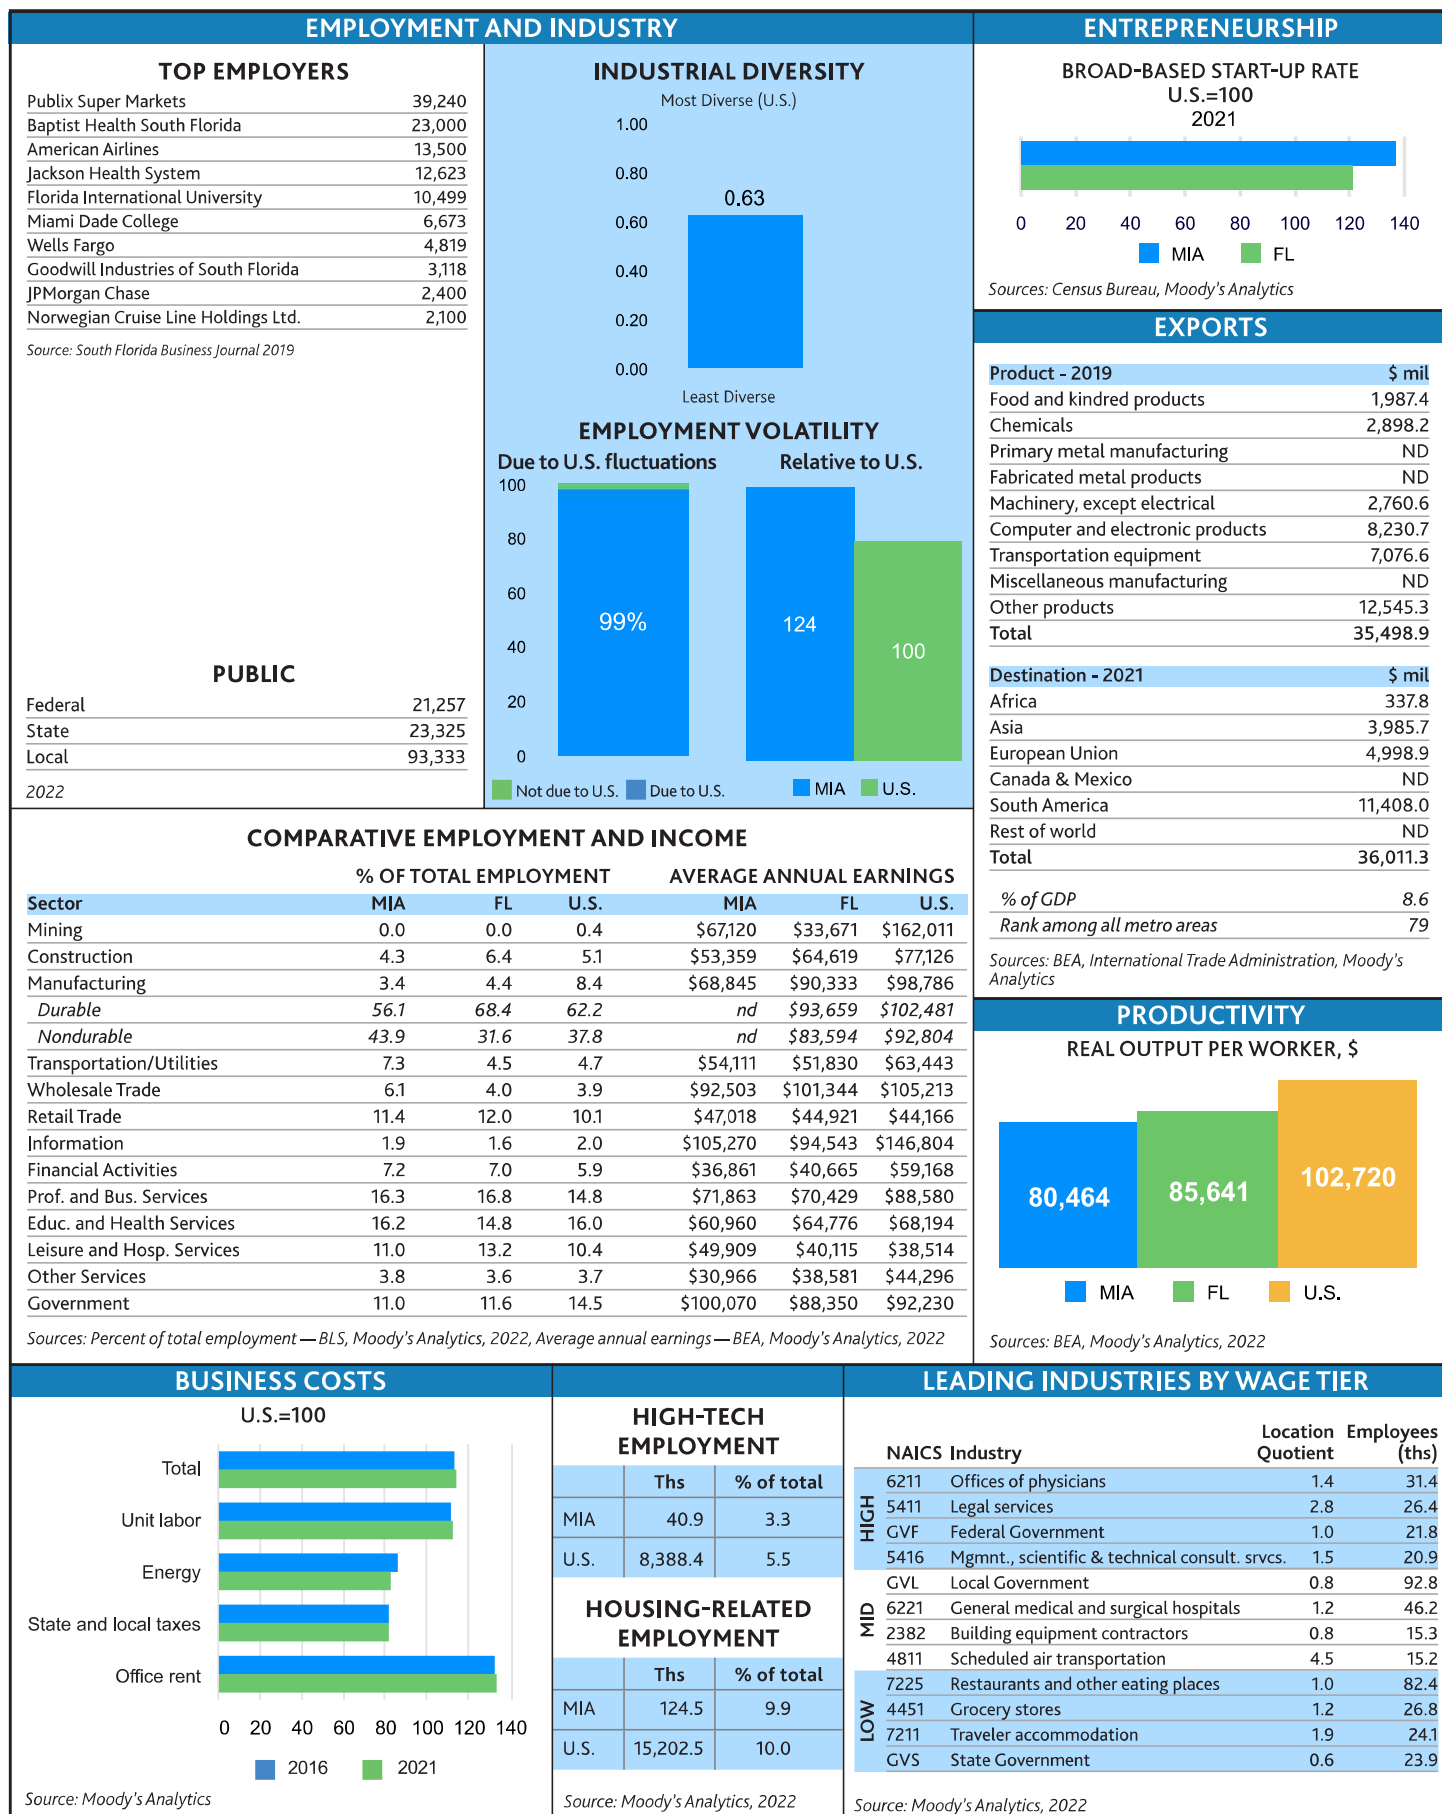 EMPLOYMENT AND INDUSTRY
TOP EMPLOYERS
Publix Super Markets 39,240
Baptist Health South Florida 23,000
American Airlines 13,500
Jackson Health System 12,623
Florida International University 10,499
Miami Dade College 6,673
Wells Fargo 4,819
Goodwill Industries of South Florida 3,118
JPMorgan Chase 2,400
Norwegian Cruise Line Holdings Ltd. 2,100
Source: South Florida Business Journal 2019
PUBLIC
Federal 21,257
State 23,325
Local 93,333
2022
INDUSTRIAL DIVERSITY
Most Diverse (U.S.)
1.00
0.80
0.63
0.60
0.40
0.20
0.00
Least Diverse
EMPLOYMENT VOLATILITY
Due to U.S. fluctuations Relative to U.S.
100
80
60
99% 124
40 100
20
0
Not due to U.S. Due to U.S. MIA U.S.
ENTREPRENEURSHIP
BROAD-BASED START-UP RATE
U.S.=100
2021
0 20 40 60 80 100 120 140
MIA FL
Sources: Census Bureau, Moody's Analytics
EXPORTS
Product - 2019 $ mil
Food and kindred products 1,987.4
Chemicals 2,898.2
Primary metal manufacturing ND
Fabricated metal products ND
Machinery, except electrical 2,760.6
Computer and electronic products 8,230.7
Transportation equipment 7,076.6
Miscellaneous manufacturing ND
Other products 12,545.3
Total 35,498.9
Destination - 2021 $ mil
Africa 337.8
Asia 3,985.7
European Union 4,998.9
Canada & Mexico ND
South America 11,408.0
Rest of world ND
Total 36,011.3
% of GDP 8.6
Rank among all metro areas 79
Sources: BEA, International Trade Administration, Moody's
Analytics
COMPARATIVE EMPLOYMENT AND INCOME
% OF TOTAL EMPLOYMENT AVERAGE ANNUAL EARNINGS
Sector MIA FL U.S. MIA FL U.S.
Mining 0.0 0.0 0.4 $67,120 $33,671 $162,011
Construction 4.3 6.4 5.1 $53,359 $64,619 $77,126
Manufacturing 3.4 4.4 8.4 $68,845 $90,333 $98,786
Durable 56.1 68.4 62.2 nd $93,659 $102,481
Nondurable 43.9 31.6 37.8 nd $83,594 $92,804
Transportation/Utilities 7.3 4.5 4.7 $54,111 $51,830 $63,443
Wholesale Trade 6.1 4.0 3.9 $92,503 $101,344 $105,213
Retail Trade 11.4 12.0 10.1 $47,018 $44,921 $44,166
Information 1.9 1.6 2.0 $105,270 $94,543 $146,804
Financial Activities 7.2 7.0 5.9 $36,861 $40,665 $59,168
Prof. and Bus. Services 16.3 16.8 14.8 $71,863 $70,429 $88,580
Educ. and Health Services 16.2 14.8 16.0 $60,960 $64,776 $68,194
Leisure and Hosp. Services 11.0 13.2 10.4 $49,909 $40,115 $38,514
Other Services 3.8 3.6 3.7 $30,966 $38,581 $44,296
Government 11.0 11.6 14.5 $100,070 $88,350 $92,230
Sources: Percent of total employment — BLS, Moody's Analytics, 2022, Average annual earnings — BEA, Moody's Analytics, 2022
PRODUCTIVITY
REAL OUTPUT PER WORKER, $
80,464 85,641 102,720
MIA FL U.S.
Sources: BEA, Moody's Analytics, 2022
BUSINESS COSTS
U.S.=100
Total
Unit labor
Energy
State and local taxes
Office rent
0 20 40 60 80 100 120 140
2016 2021
Source: Moody's Analytics
HIGH-TECH
EMPLOYMENT
Ths % of total
MIA 40.9 3.3
U.S. 8,388.4 5.5
HOUSING-RELATED
EMPLOYMENT
Ths % of total
MIA 124.5 9.9
U.S. 15,202.5 10.0
Source: Moody's Analytics, 2022
LEADING INDUSTRIES BY WAGE TIER
Location Employees
NAICS Industry Quotient (ths)
HIGH
6211 Offices of physicians 1.4 31.4
5411 Legal services 2.8 26.4
GVF Federal Government 1.0 21.8
5416 Mgmnt., scientific & technical consult. srvcs. 1.5 20.9
MID
GVL Local Government 0.8 92.8
6221 General medical and surgical hospitals 1.2 46.2
2382 Building equipment contractors 0.8 15.3
4811 Scheduled air transportation 4.5 15.2
LOW
7225 Restaurants and other eating places 1.0 82.4
4451 Grocery stores 1.2 26.8
7211 Traveler accommodation 1.9 24.1
GVS State Government 0.6 23.9
Source: Moody's Analytics, 2022